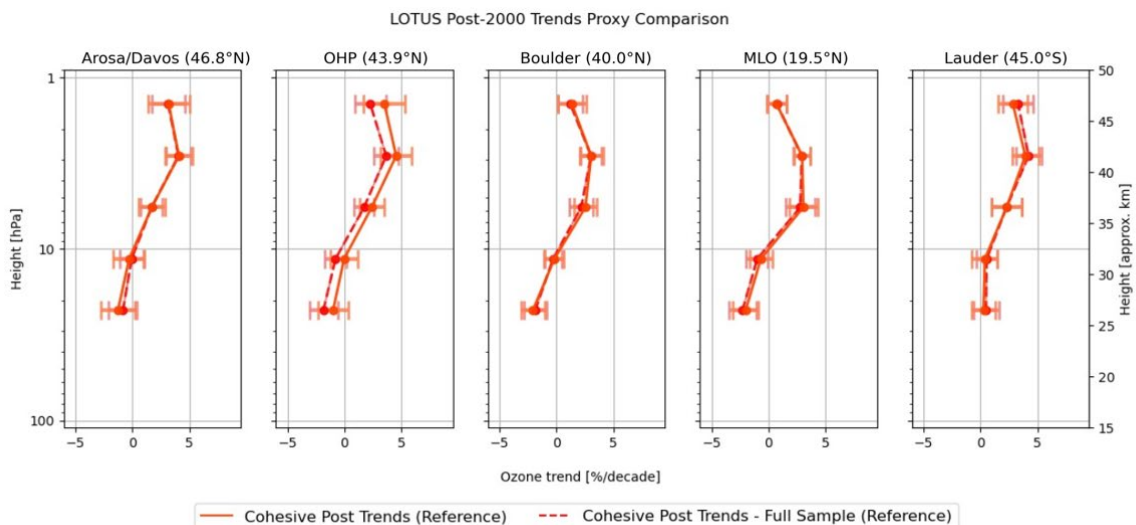 LOTUS Post-2000 Trends Proxy Comparison
Arosa/Davos (46.8°N) OHP (43.9°N) Boulder (40.0°N) MLO (19.5°N) Lauder (45.0°S)
1 50
45
40
35
10
30
25
20
100 15
Height [hPa] Height [approx. km]
−5 0 5 −5 0 5 −5 0 5 −5 0 5 −5 0 5
Ozone trend [%/decade]
Cohesive Post Trends (Reference) Cohesive Post Trends - Full Sample (Reference)